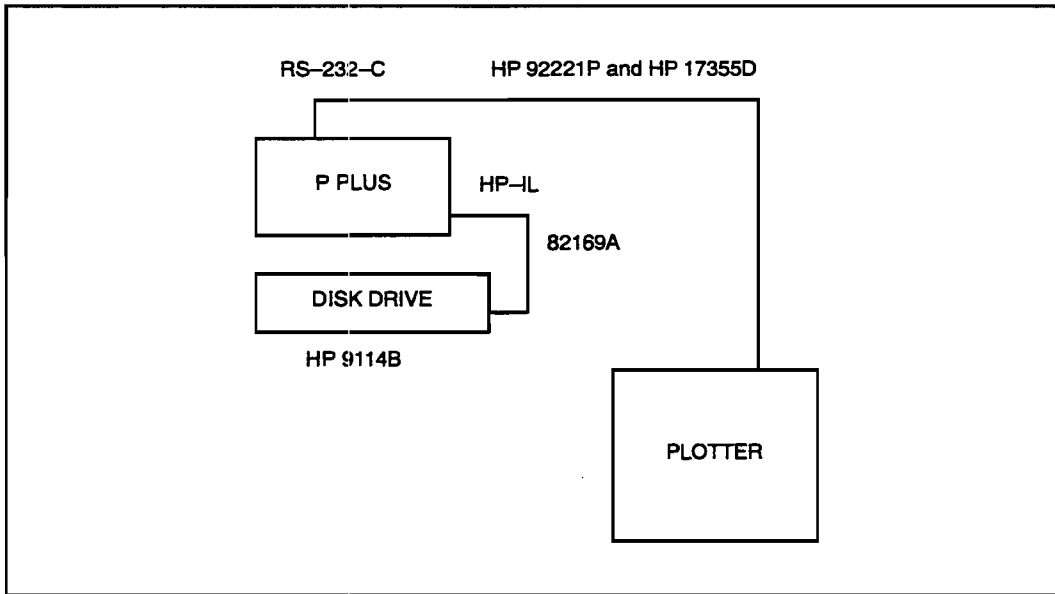 RS-232-C
HP 92221P and HP 17355D
P PLUS
HP-IL
82169A
DISK DRIVE
HP 9114B
PLOTTER